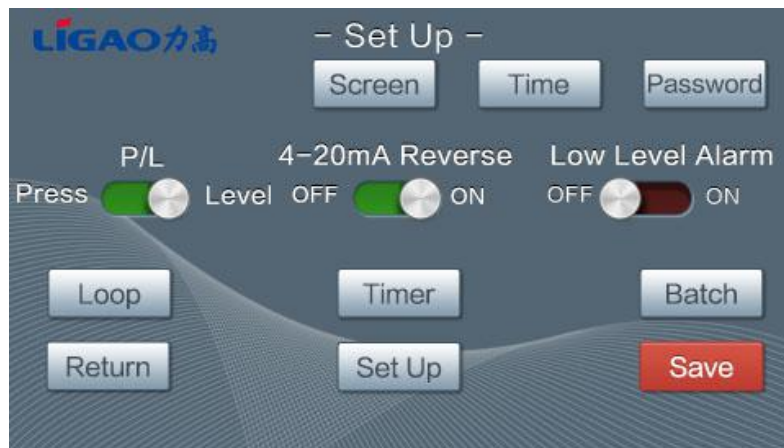 LIGAO力高
- Set Up -
Screen Time Password
P/L 4-20mA Reverse Low Level Alarm
Press Level OFF ON OFF ON
Loop Timer Batch
Return Set Up Save